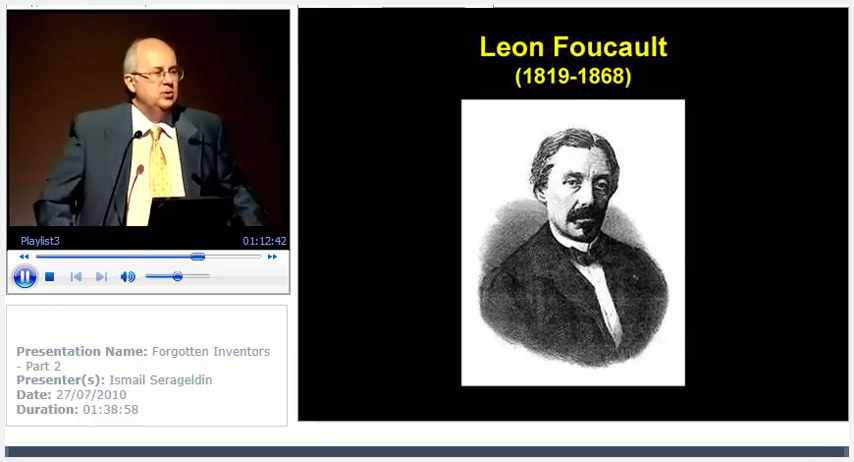 Playlist3 01:12:42
Presentation Name: Forgotten Inventors
- Part 2
Presenter(s): Ismail Serageldin
Date: 27/07/2010
Duration: 01:38:58
Leon Foucault
(1819-1868)